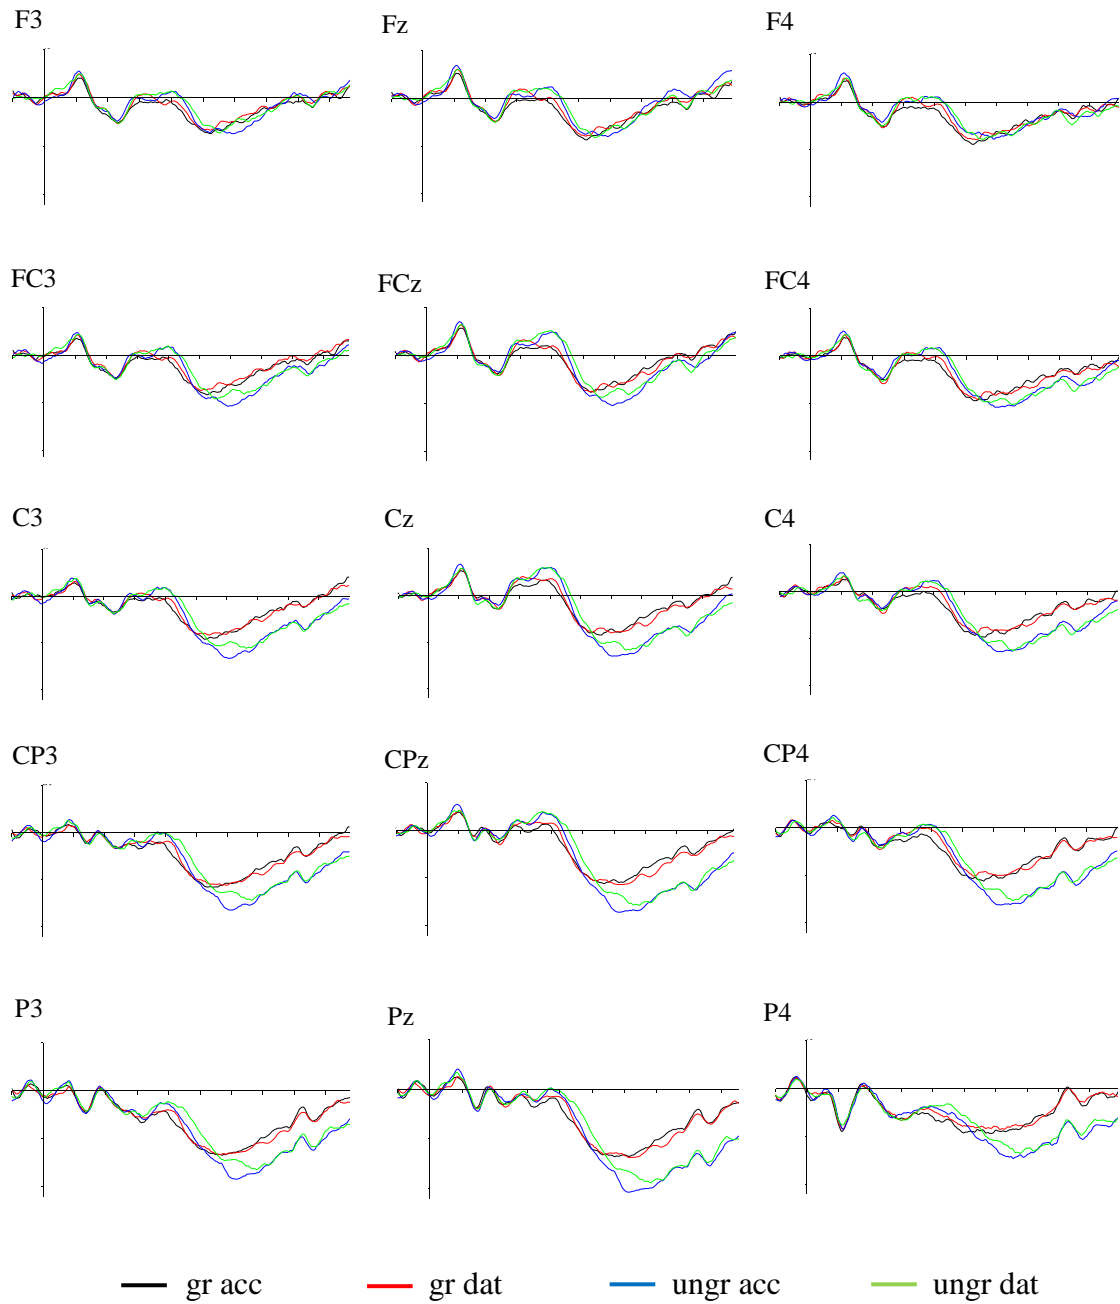 F3
Fz
F4
FC3
FCz
FC4
C3
Cz
C4
CP3
CPz
CP4
P3
Pz
P4
gr acc
gr dat
ungr acc
ungr dat